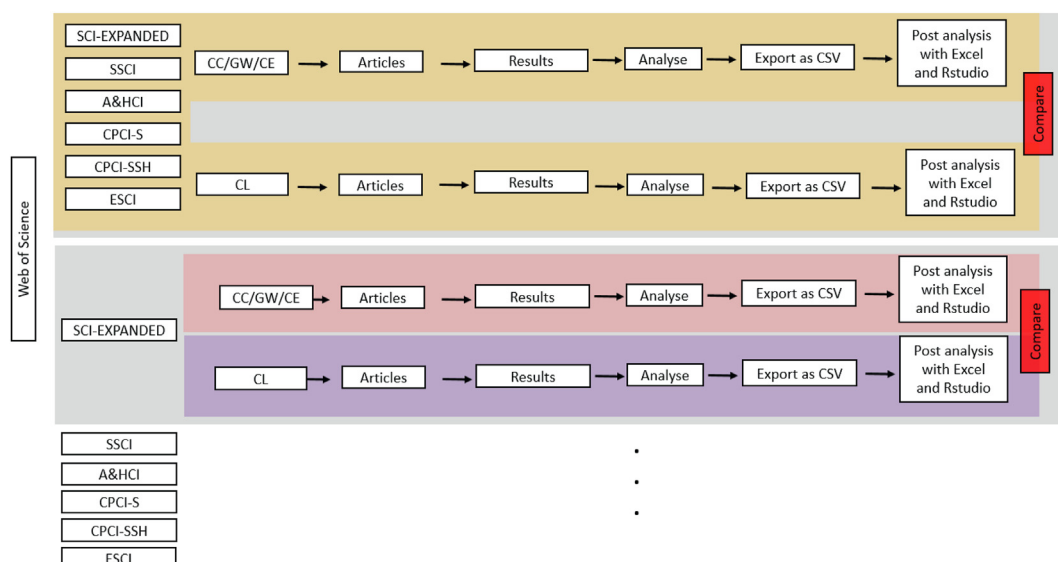 Web of Science
SCI-EXPANDED
SSCI
A&HCI
CPCI-S
CPCI-SSH
ESCI
CC/GW/CE
Articles
Results
Analyse
Export as CSV
Post analysis
with Excel
and Rstudio
CL
Articles
Results
Analyse
Export as CSV
Post analysis
with Excel
and Rstudio
Compare
SCI-EXPANDED
CC/GW/CE
Articles
Results
Analyse
Export as CSV
Post analysis
with Excel
and Rstudio
CL
Articles
Results
Analyse
Export as CSV
Post analysis
with Excel
and Rstudio
Compare
SSCI
A&HCI
CPCI-S
CPCI-SSH
ESCI